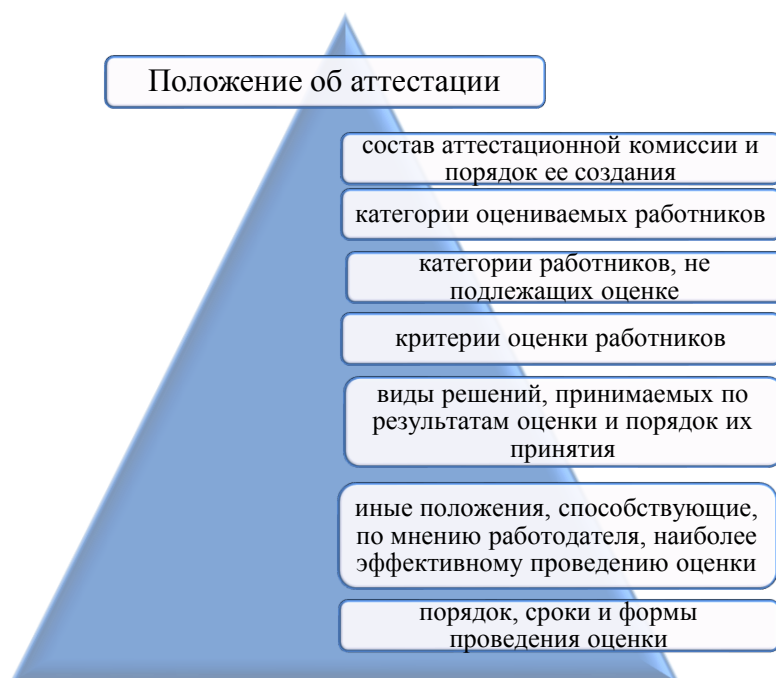 Положение об аттестации
состав аттестационной комиссии и
порядок ее создания
категории оцениваемых работников
категории работников, не
подлежащих оценке
критерии оценки работников
виды решений, принимаемых по
результатам оценки и порядок их
принятия
иные положения, способствующие,
по мнению работодателя, наиболее
эффективному проведению оценки
порядок, сроки и формы
проведения оценки